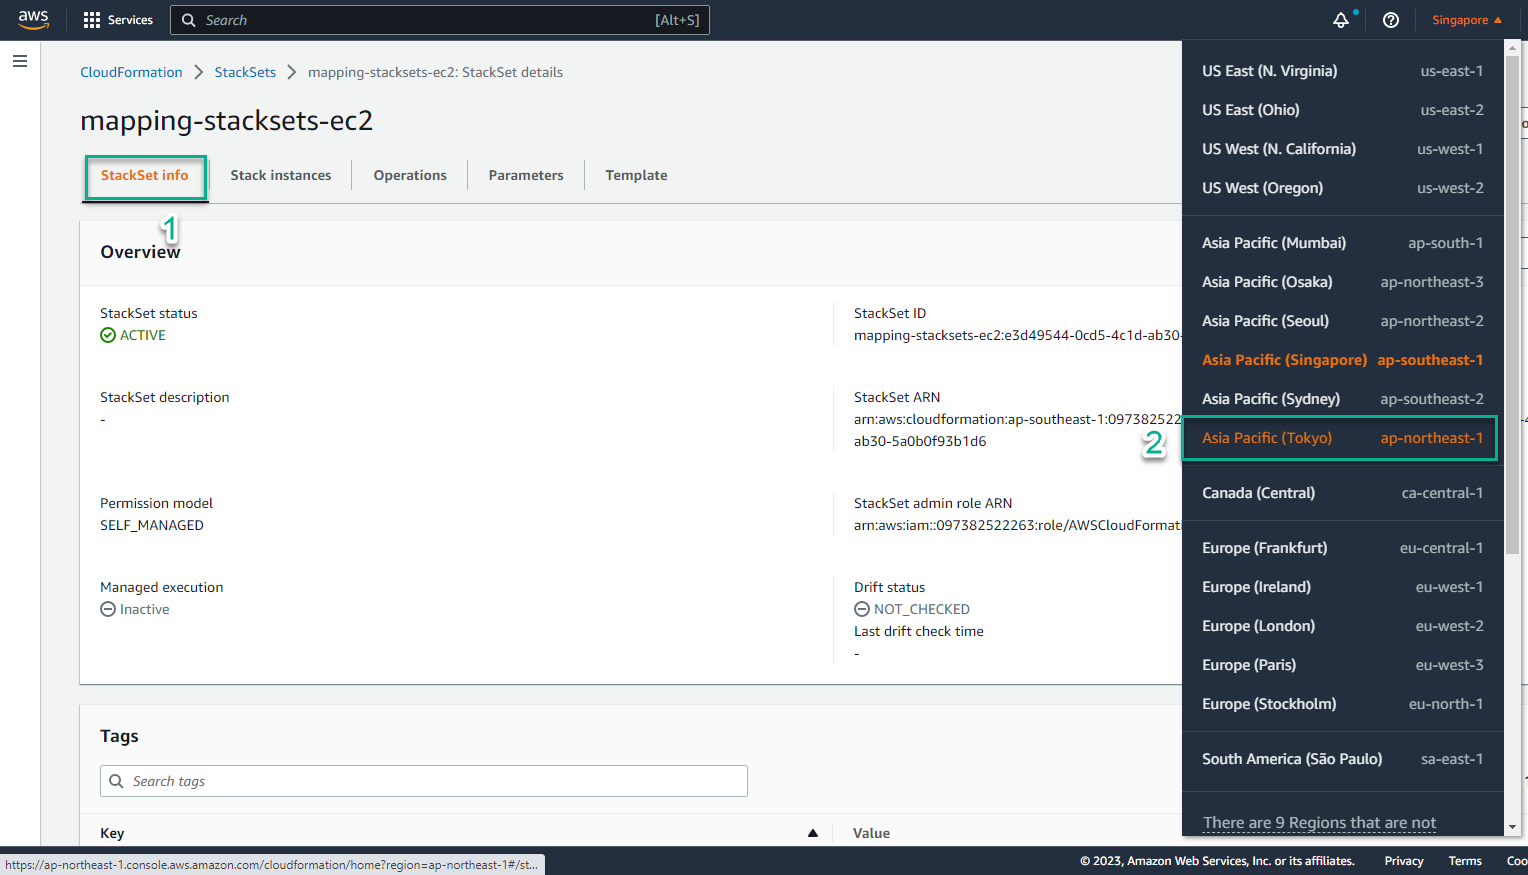 aws
Services
Search
[Alt+S]
Singapore
CloudFormation
StackSets
mapping-stacksets-ec2: StackSet details
mapping-stacksets-ec2
StackSet info
Stack instances
Operations
Parameters
Template
1
Overview
StackSet status
ACTIVE
StackSet ID
mapping-stacksets-ec2:e3d49544-0cd5-4c1d-ab30-
StackSet description
-
StackSet ARN
arn:aws:cloudformation:ap-southeast-1:097382522
ab30-5a0b0f93b1d6
Permission model
SELF_MANAGED
StackSet admin role ARN
arn:aws:iam::097382522263:role/AWSCloudFormati
Managed execution
Inactive
Drift status
NOT_CHECKED
Last drift check time
-
Tags
Search tags
Key
Value
US East (N. Virginia) us-east-1
US East (Ohio) us-east-2
US West (N. California) us-west-1
US West (Oregon) us-west-2
Asia Pacific (Mumbai) ap-south-1
Asia Pacific (Osaka) ap-northeast-3
Asia Pacific (Seoul) ap-northeast-2
Asia Pacific (Singapore) ap-southeast-1
Asia Pacific (Sydney) ap-southeast-2
2
Asia Pacific (Tokyo) ap-northeast-1
Canada (Central) ca-central-1
Europe (Frankfurt) eu-central-1
Europe (Ireland) eu-west-1
Europe (London) eu-west-2
Europe (Paris) eu-west-3
Europe (Stockholm) eu-north-1
South America (São Paulo) sa-east-1
There are 9 Regions that are not
https://ap-northeast-1.console.aws.amazon.com/cloudformation/home?region=ap-northeast-1#/st...
© 2023, Amazon Web Services, Inc. or its affiliates.
Privacy
Terms
Coo